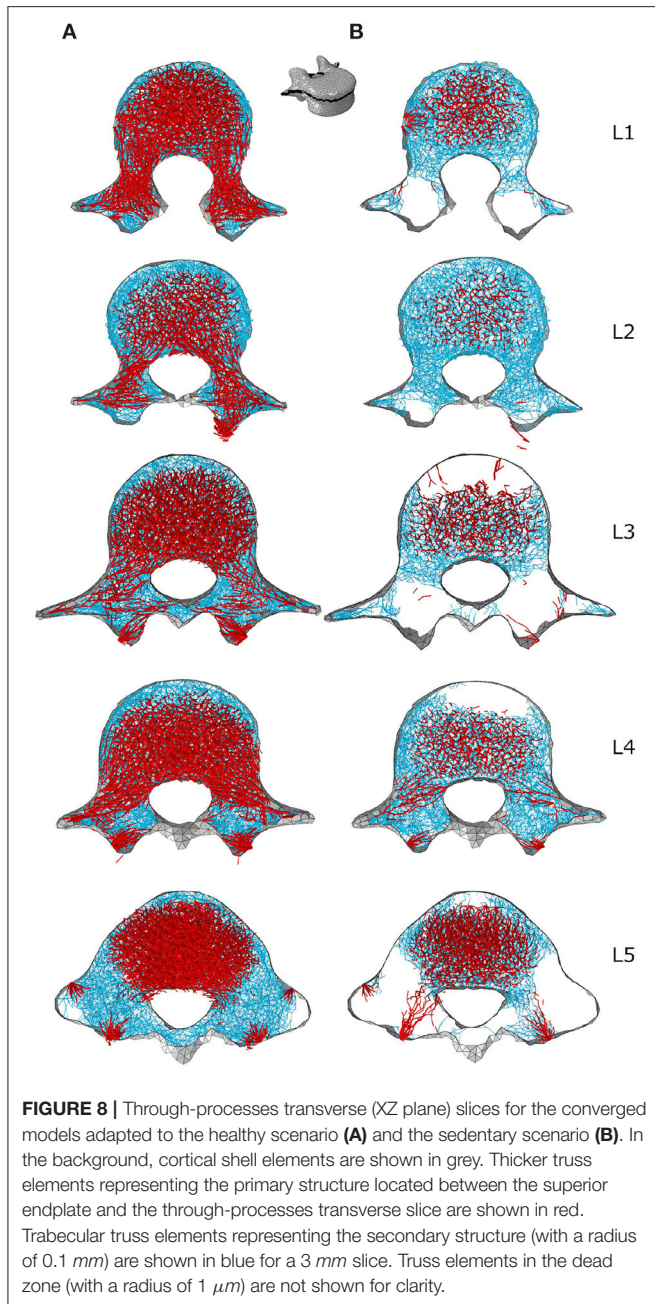 A
B
L1
L2
L3
L4
L5
FIGURE 8 | Through-processes transverse (XZ plane) slices for the converged
models adapted to the healthy scenario (A) and the sedentary scenario (B). In
the background, cortical shell elements are shown in grey. Thicker truss
elements representing the primary structure located between the superior
endplate and the through-processes transverse slice are shown in red.
Trabecular truss elements representing the secondary structure (with a radius
of 0.1 mm) are shown in blue for a 3 mm slice. Truss elements in the dead
zone (with a radius of 1 μm) are not shown for clarity.